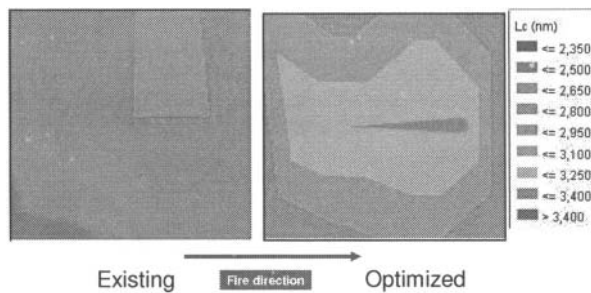 Lc (nm)
<= 2,350
<= 2,500
<= 2,650
<= 2,800
<= 2,950
<= 3,100
<= 3,250
<= 3,400
> 3,400
Existing
Fire direction
Optimized